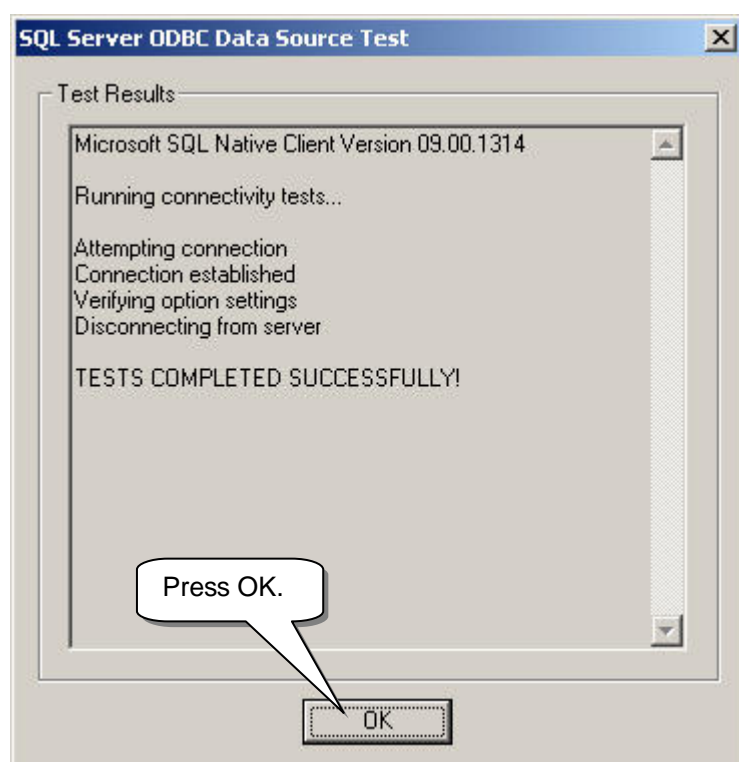 SQL Server ODBC Data Source Test
Test Results
Microsoft SQL Native Client Version 09.00.1314
Running connectivity tests...
Attempting connection
Connection established
Verifying option settings
Disconnecting from server
TESTS COMPLETED SUCCESSFULLY!
Press OK.
OK